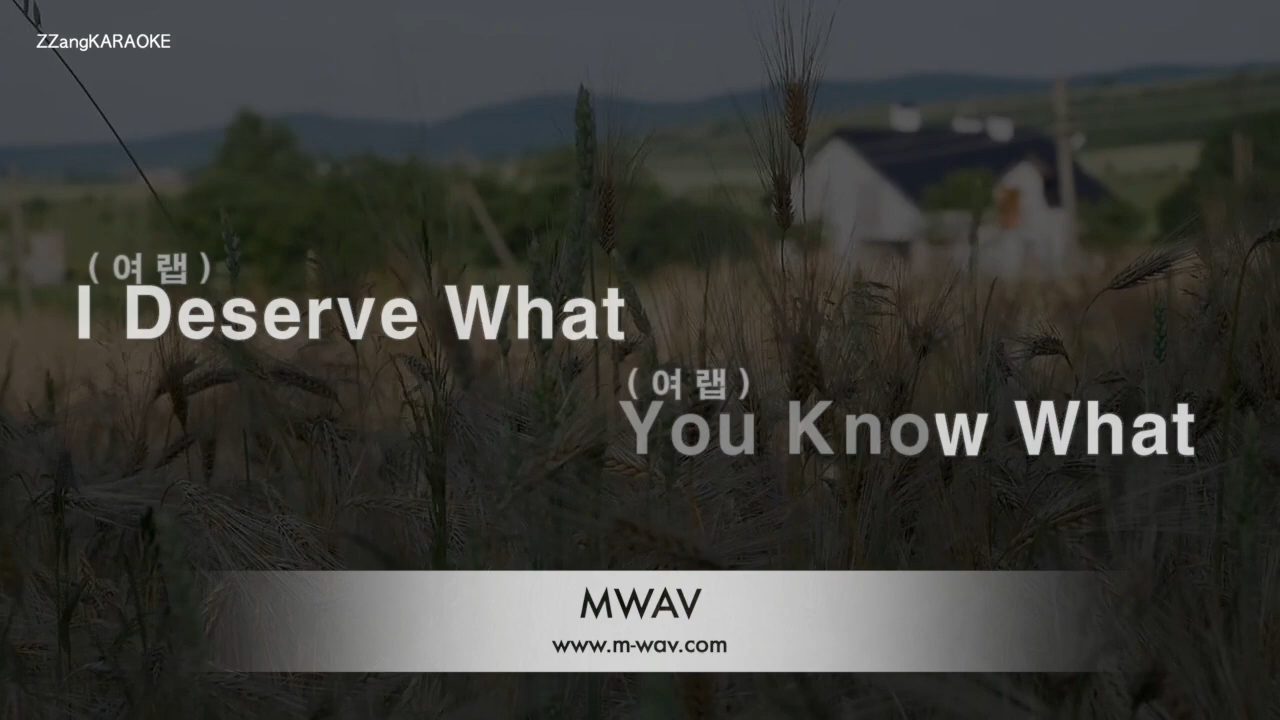 ZZangKARAOKE
( 여 랩 )
I Deserve What
( 여 랩 )
You Know What
MWAV
www.m-wav.com